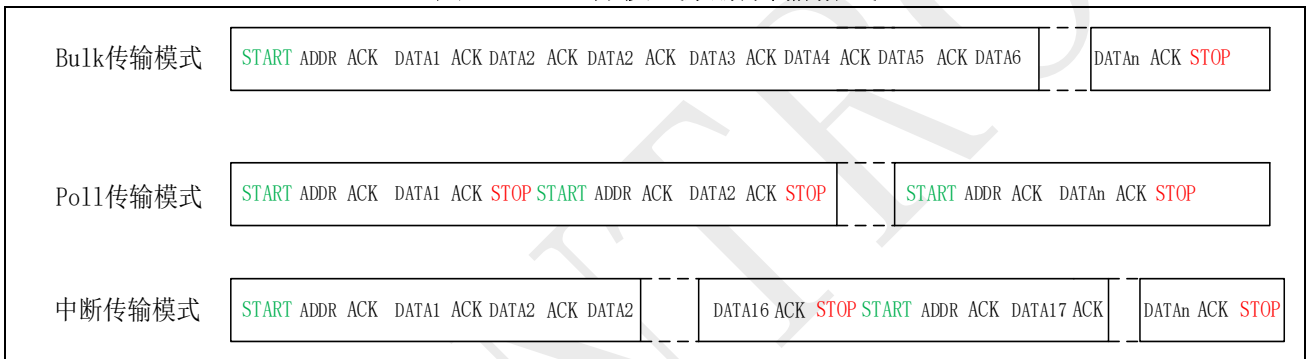 Bulk传输模式 START ADDR ACK DATA1 ACK DATA2 ACK DATA2 ACK DATA3 ACK DATA4 ACK DATA5 ACK DATA6 DATAn ACK STOP
Poll传输模式 START ADDR ACK DATA1 ACK STOP START ADDR ACK DATA2 ACK STOP START ADDR ACK DATAn ACK STOP
中断传输模式 START ADDR ACK DATA1 ACK DATA2 ACK DATA2 DATA16 ACK STOP START ADDR ACK DATA17 ACK DATAn ACK STOP